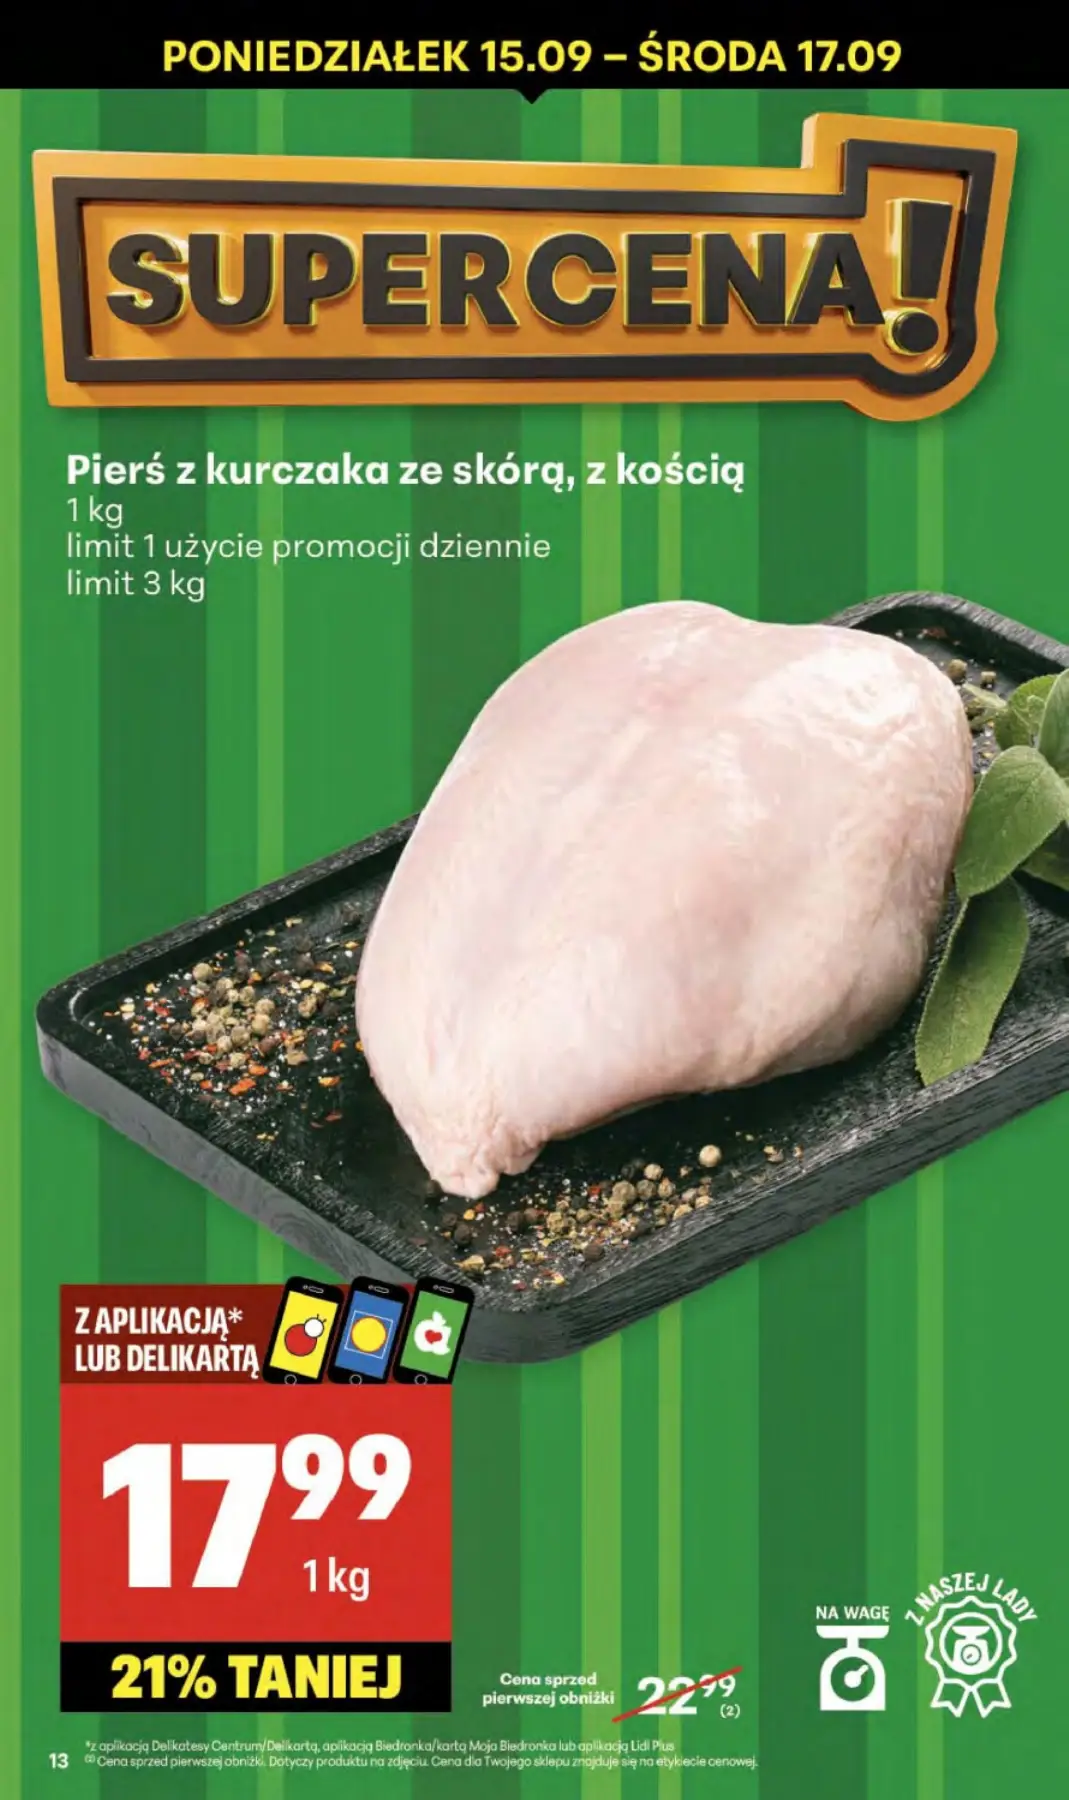 PONIEDZIAŁEK 15.09 – ŚRODA 17.09
SUPERCENA!
Pierś z kurczaka ze skórą, z kością
1 kg
limit 1 użycie promocji dziennie
limit 3 kg
Z APLIKACJĄ*
LUB DELIKARTĄ
17 99
1 kg
21% TANIEJ
Cena sprzed
pierwszej obniżki
22 99
(2)
NA WAGĘ
Z NASZEJ LADY
*z aplikacją Delikatesy Centrum/Delikartą, aplikacją Biedronka/kartą Moja Biedronka lub aplikacją Lidl Plus
13
(2) Cena sprzed pierwszej obniżki. Dotyczy produktu na zdjęciu. Cena dla Twojego sklepu znajduje się na etykiecie cenowej.